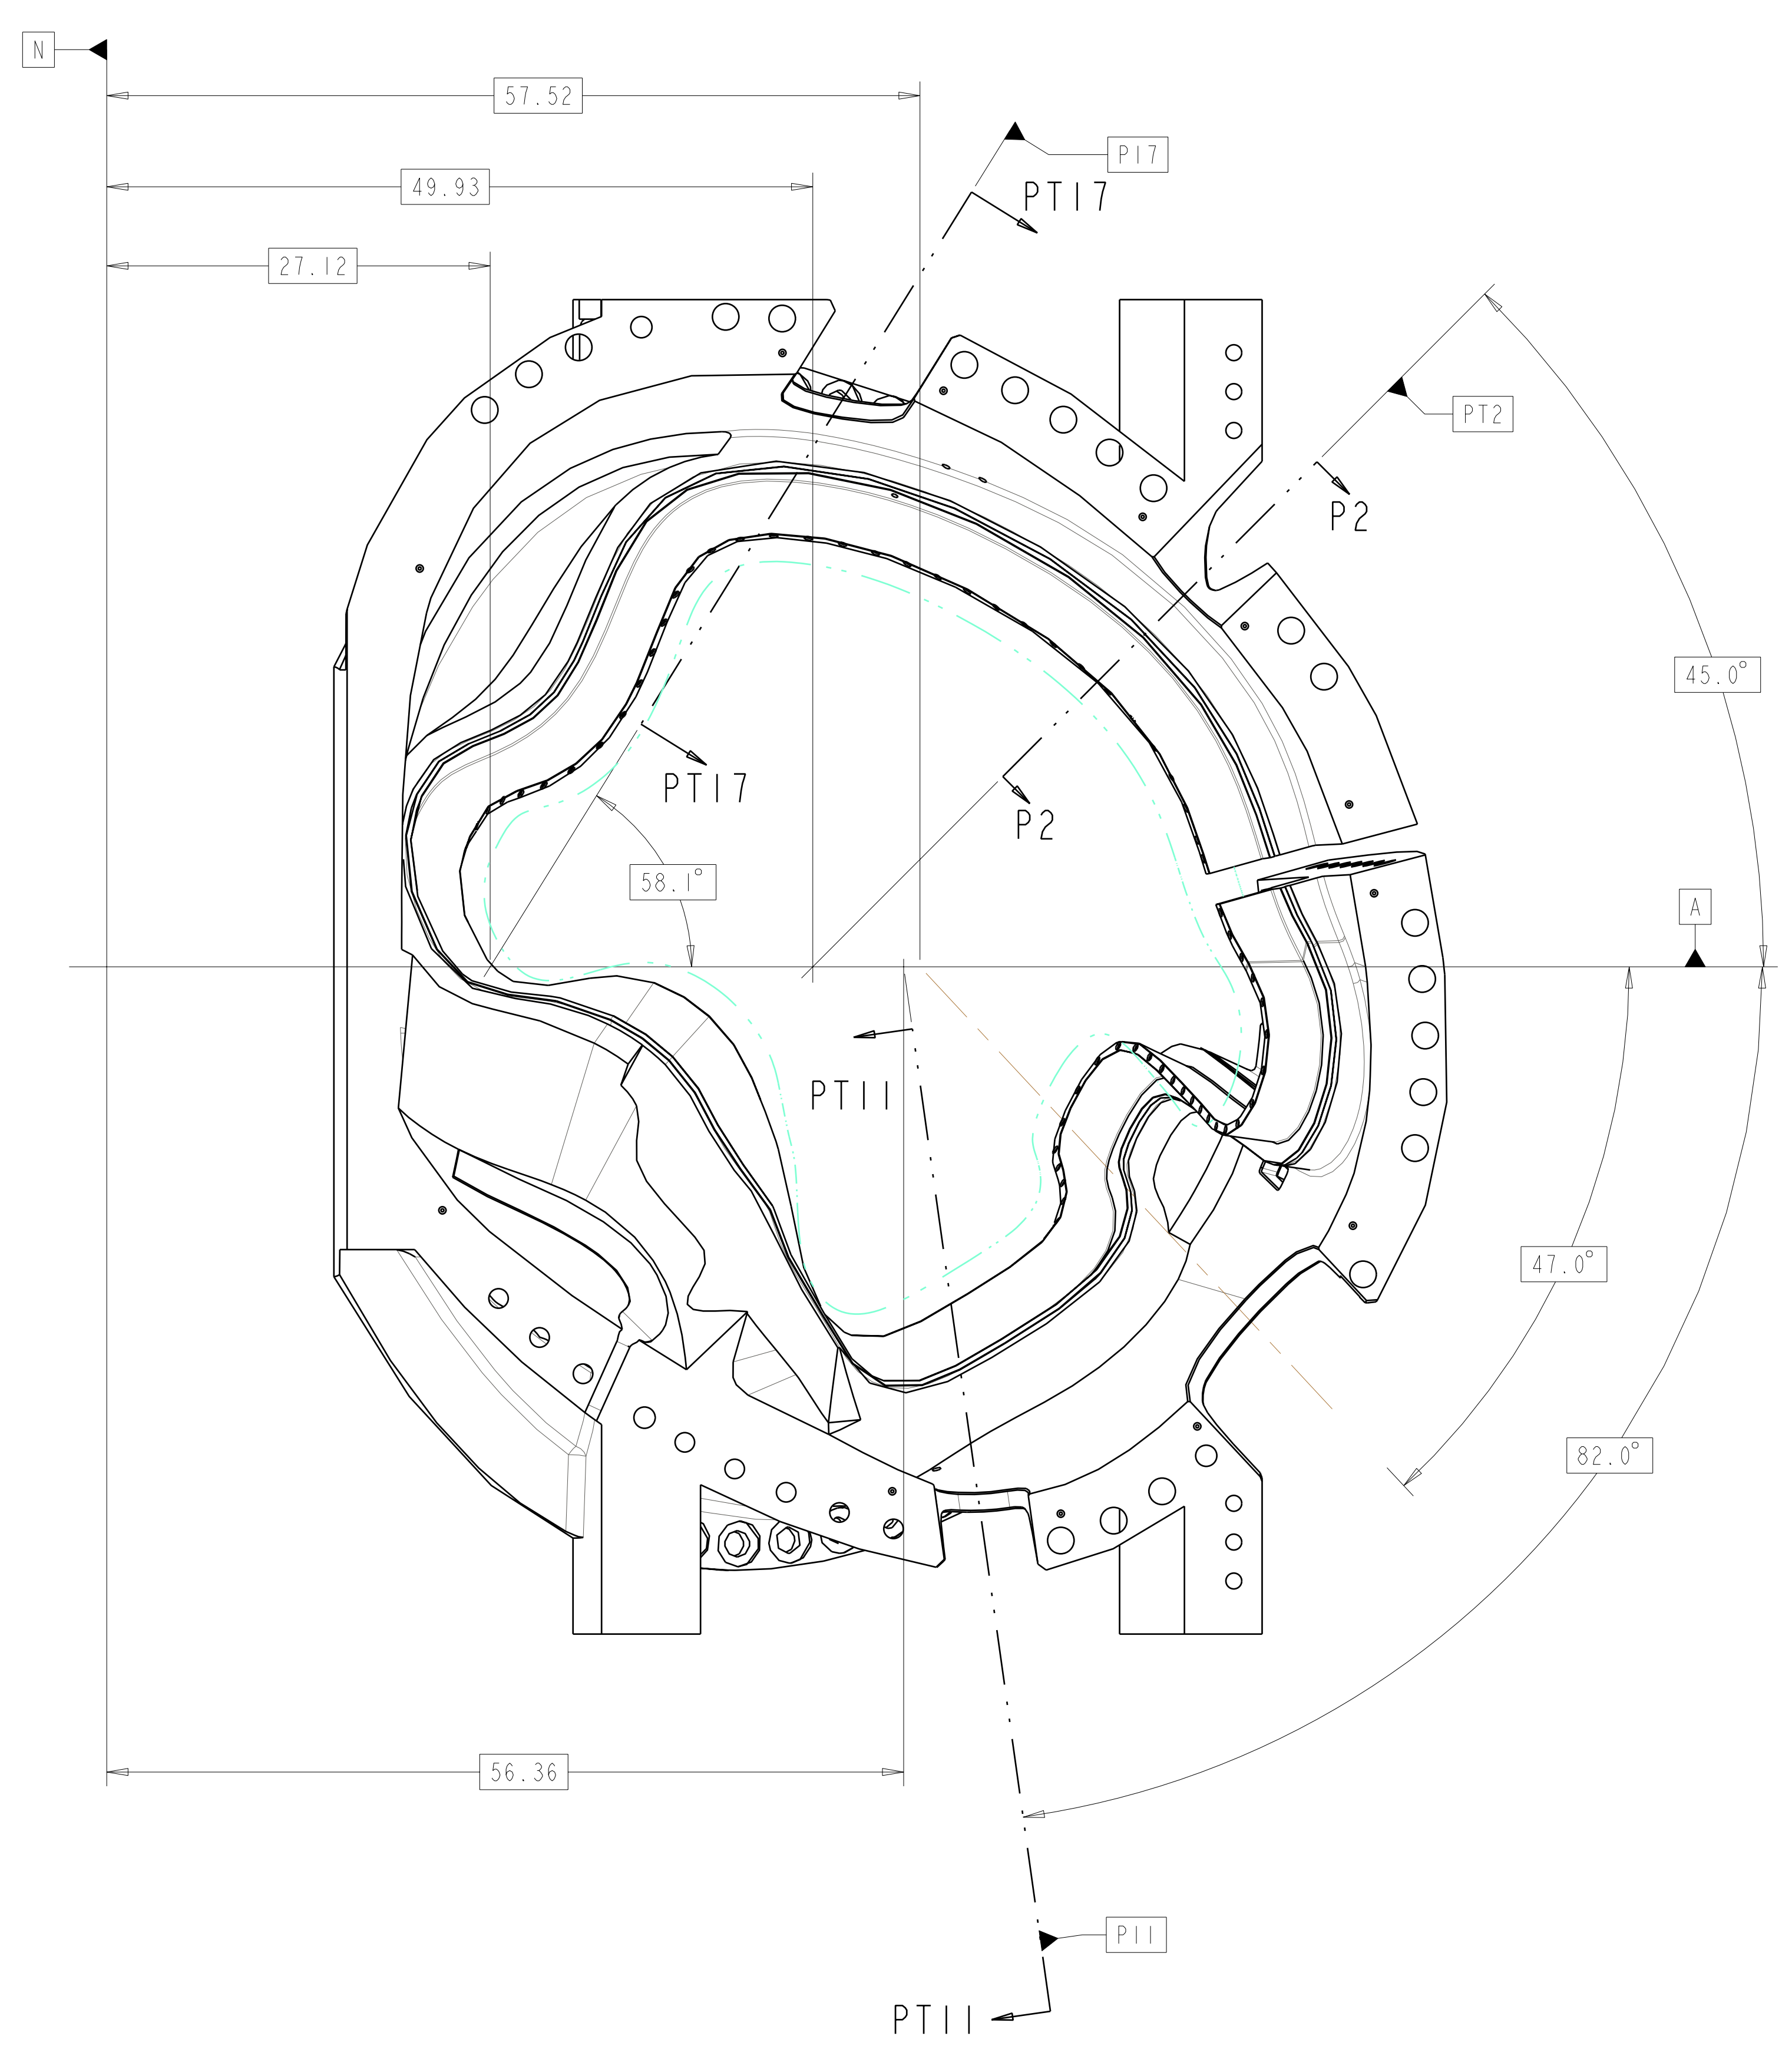 N
57.52
P17
49.93
PT17
27.12
PT2
P2
45.0°
PT17
P2
58.1°
A
PT11
47.0°
82.0°
56.36
P11
PT11